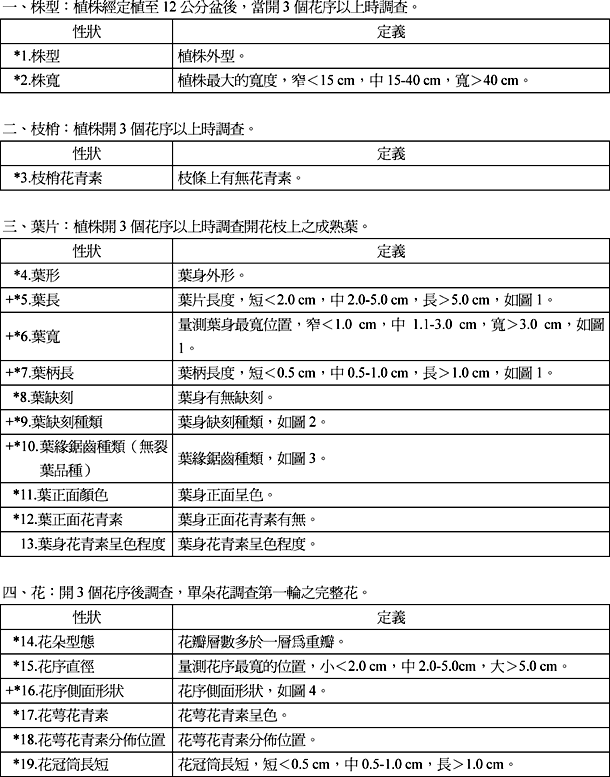 一、株型：植株經定植至12公分盆後，當開3個花序以上時調查。
性狀 定義
*1.株型 植株外型。
*2.株寬 植株最大的寬度，窄＜15 cm，中 15-40 cm，寬＞40 cm。
二、枝梢：植株開3個花序以上時調查。
性狀 定義
*3.枝梢花青素 枝條上有無花青素。
三、葉片：植株開3個花序以上時調查開花枝上之成熟葉。
性狀 定義
*4.葉形 葉身外形。
+*5.葉長 葉片長度，短＜2.0 cm，中 2.0-5.0 cm，長＞5.0 cm，如圖 1。
+*6.葉寬 量測葉身最寬位置，窄＜1.0 cm，中 1.1-3.0 cm，寬＞3.0 cm，如圖
1。
+*7.葉柄長 葉柄長度，短＜0.5 cm，中 0.5-1.0 cm，長＞1.0 cm，如圖 1。
*8.葉缺刻 葉身有無缺刻。
+*9.葉缺刻種類 葉身缺刻種類，如圖 2。
+*10.葉緣鋸齒種類（無裂
葉品種） 葉緣鋸齒種類，如圖 3。
*11.葉正面顏色 葉身正面呈色。
*12.葉正面花青素 葉身正面花青素有無。
13.葉身花青素呈色程度 葉身花青素呈色程度。
四、花：開3個花序後調查，單朵花調查第一輪之完整花。
性狀 定義
*14.花朵型態 花瓣層數多於一層爲重瓣。
*15.花序直徑 量測花序最寬的位置，小＜2.0 cm，中 2.0-5.0cm，大＞5.0 cm。
+*16.花序側面形狀 花序側面形狀，如圖 4。
*17.花萼花青素 花萼花青素呈色。
*18.花萼花青素分佈位置 花萼花青素分佈位置。
*19.花冠筒長短 花冠筒長短，短＜0.5 cm，中 0.5-1.0 cm，長＞1.0 cm。